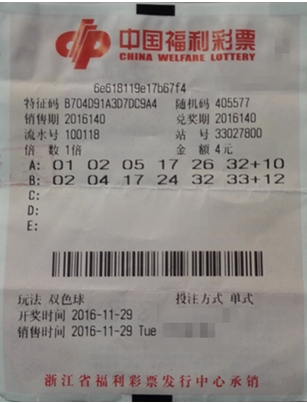 中国福利彩票
CHINA WELFARE LOTTERY
6e618119e17b67f4
特征码 B704D91A3D7DC9A4 随机码 405577
销售期 2016140 兑奖期 2016140
流水号 100118 站 号 33027800
倍 数 1倍 金 额 4元
A: 01 02 05 17 26 32+10
B: 02 04 17 24 32 33+12
C:
D:
E:
玩法 双色球 投注方式 单式
开奖时间 2016-11-29
销售时间 2016-11-29 Tue
浙江省福利彩票发行中心承销